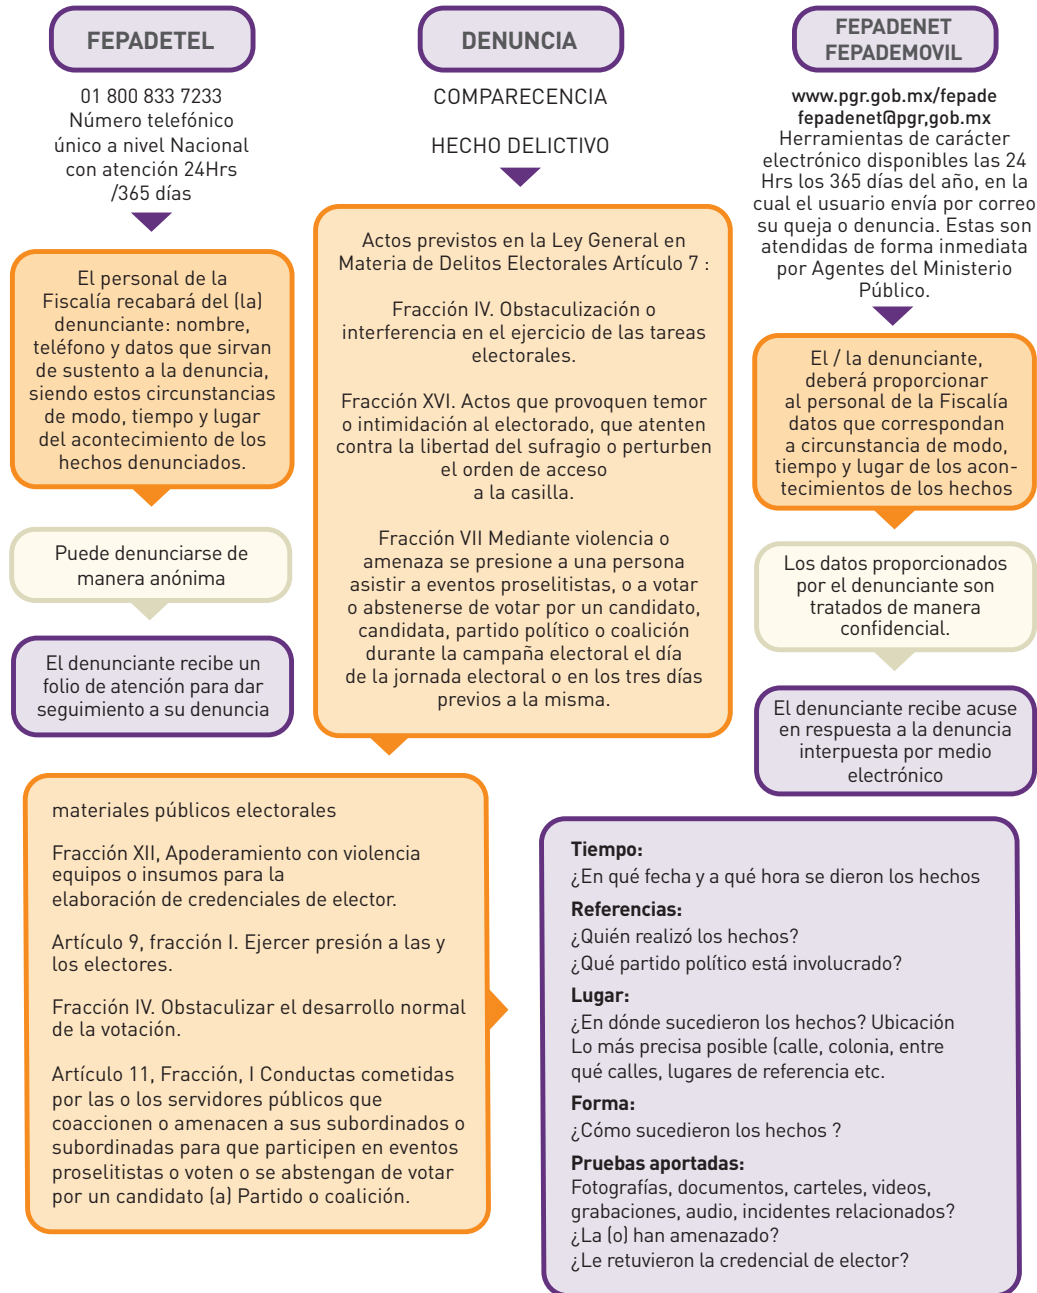 FEPADETEL
01 800 833 7233
Número telefónico
único a nivel Nacional
con atención 24Hrs
/365 días
El personal de la
Fiscalía recabará del (la)
denunciante: nombre,
teléfono y datos que sirvan
de sustento a la denuncia,
siendo estos circunstancias
de modo, tiempo y lugar
del acontecimiento de los
hechos denunciados.
Puede denunciarse de
manera anónima
El denunciante recibe un
folio de atención para dar
seguimiento a su denuncia
DENUNCIA
COMPARECENCIA
HECHO DELICTIVO
Actos previstos en la Ley General en
Materia de Delitos Electorales Artículo 7 :
Fracción IV. Obstaculización o
interferencia en el ejercicio de las tareas
electorales.
Fracción XVI. Actos que provoquen temor
o intimidación al electorado, que atenten
contra la libertad del sufragio o perturben
el orden de acceso
a la casilla.
Fracción VII Mediante violencia o
amenaza se presione a una persona
asistir a eventos proselitistas, o a votar
o abstenerse de votar por un candidato,
candidata, partido político o coalición
durante la campaña electoral el día
de la jornada electoral o en los tres días
previos a la misma.
FEPADENET
FEPADEMOVIL
www.pgr.gob.mx/fepade
fepadenet@pgr,gob.mx
Herramientas de carácter
electrónico disponibles las 24
Hrs los 365 días del año, en la
cual el usuario envía por correo
su queja o denuncia. Estas son
atendidas de forma inmediata
por Agentes del Ministerio
Público.
El / la denunciante,
deberá proporcionar
al personal de la Fiscalía
datos que correspondan
a circunstancia de modo,
tiempo y lugar de los acon-
tecimientos de los hechos
Los datos proporcionados
por el denunciante son
tratados de manera
confidencial.
El denunciante recibe acuse
en respuesta a la denuncia
interpuesta por medio
electrónico
materiales públicos electorales
Fracción XII, Apoderamiento con violencia
equipos o insumos para la
elaboración de credenciales de elector.
Artículo 9, fracción I. Ejercer presión a las y
los electores.
Fracción IV. Obstaculizar el desarrollo normal
de la votación.
Artículo 11, Fracción, I Conductas cometidas
por las o los servidores públicos que
coaccionen o amenacen a sus subordinados o
subordinadas para que participen en eventos
proselitistas o voten o se abstengan de votar
por un candidato (a) Partido o coalición.
Tiempo:
¿En qué fecha y a qué hora se dieron los hechos
Referencias:
¿Quién realizó los hechos?
¿Qué partido político está involucrado?
Lugar:
¿En dónde sucedieron los hechos? Ubicación
Lo más precisa posible (calle, colonia, entre
qué calles, lugares de referencia etc.
Forma:
¿Cómo sucedieron los hechos ?
Pruebas aportadas:
Fotografías, documentos, carteles, videos,
grabaciones, audio, incidentes relacionados?
¿La (o) han amenazado?
¿Le retuvieron la credencial de elector?